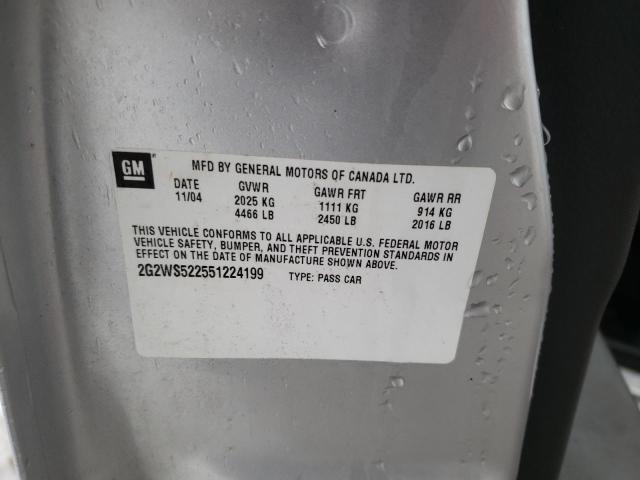 GM
MFD BY GENERAL MOTORS OF CANADA LTD.
DATE GVWR GAWR FRT GAWR RR
11/04 2025 KG 1111 KG 914 KG
4466 LB 2450 LB 2016 LB
THIS VEHICLE CONFORMS TO ALL APPLICABLE U.S. FEDERAL MOTOR
VEHICLE SAFETY, BUMPER, AND THEFT PREVENTION STANDARDS IN
EFFECT ON THE DATE OF MANUFACTURE SHOWN ABOVE.
2G2WS522551224199 TYPE: PASS CAR